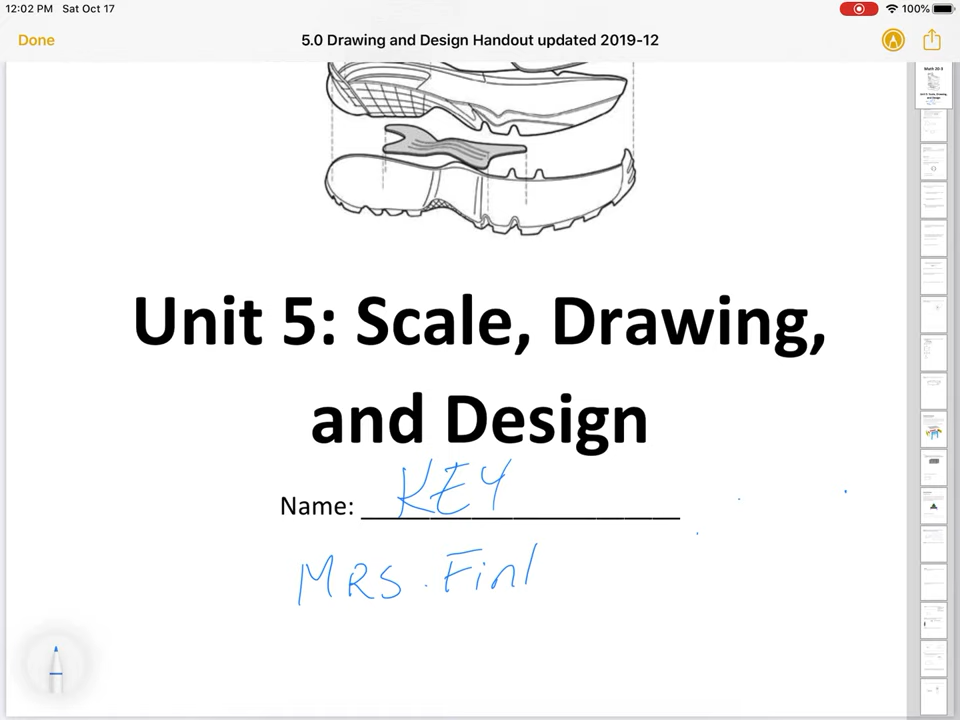 12:02 PM Sat Oct 17 100%
Done 5.0 Drawing and Design Handout updated 2019-12
Unit 5: Scale, Drawing,
and Design
Name: KEY
MRS. Finl